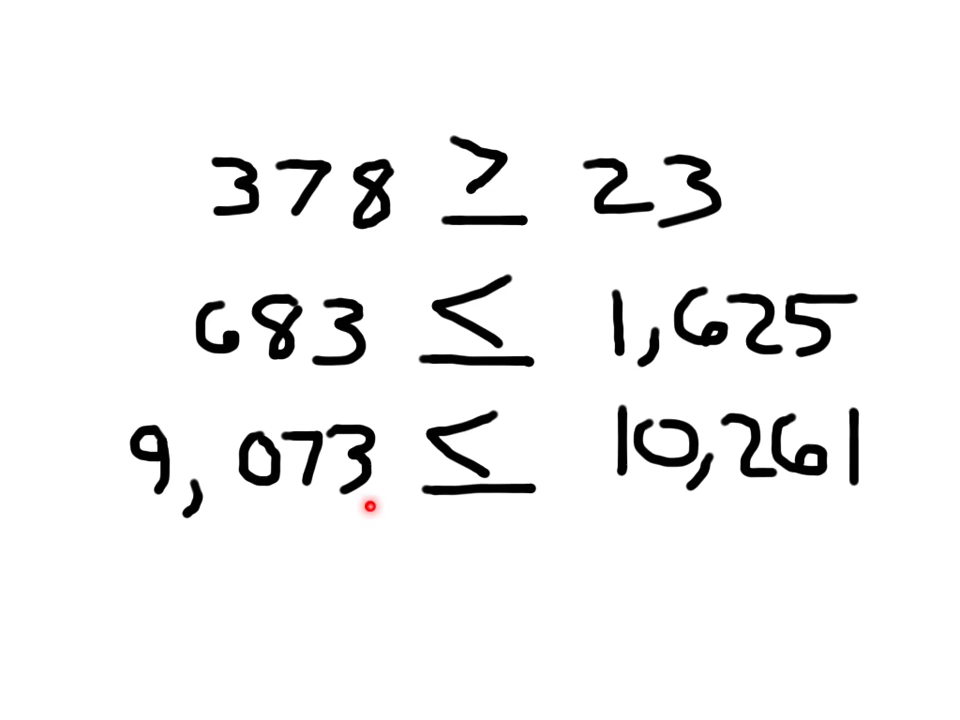 378 ≥ 23
683 ≤ 1,625
9,073 ≤ 10,261